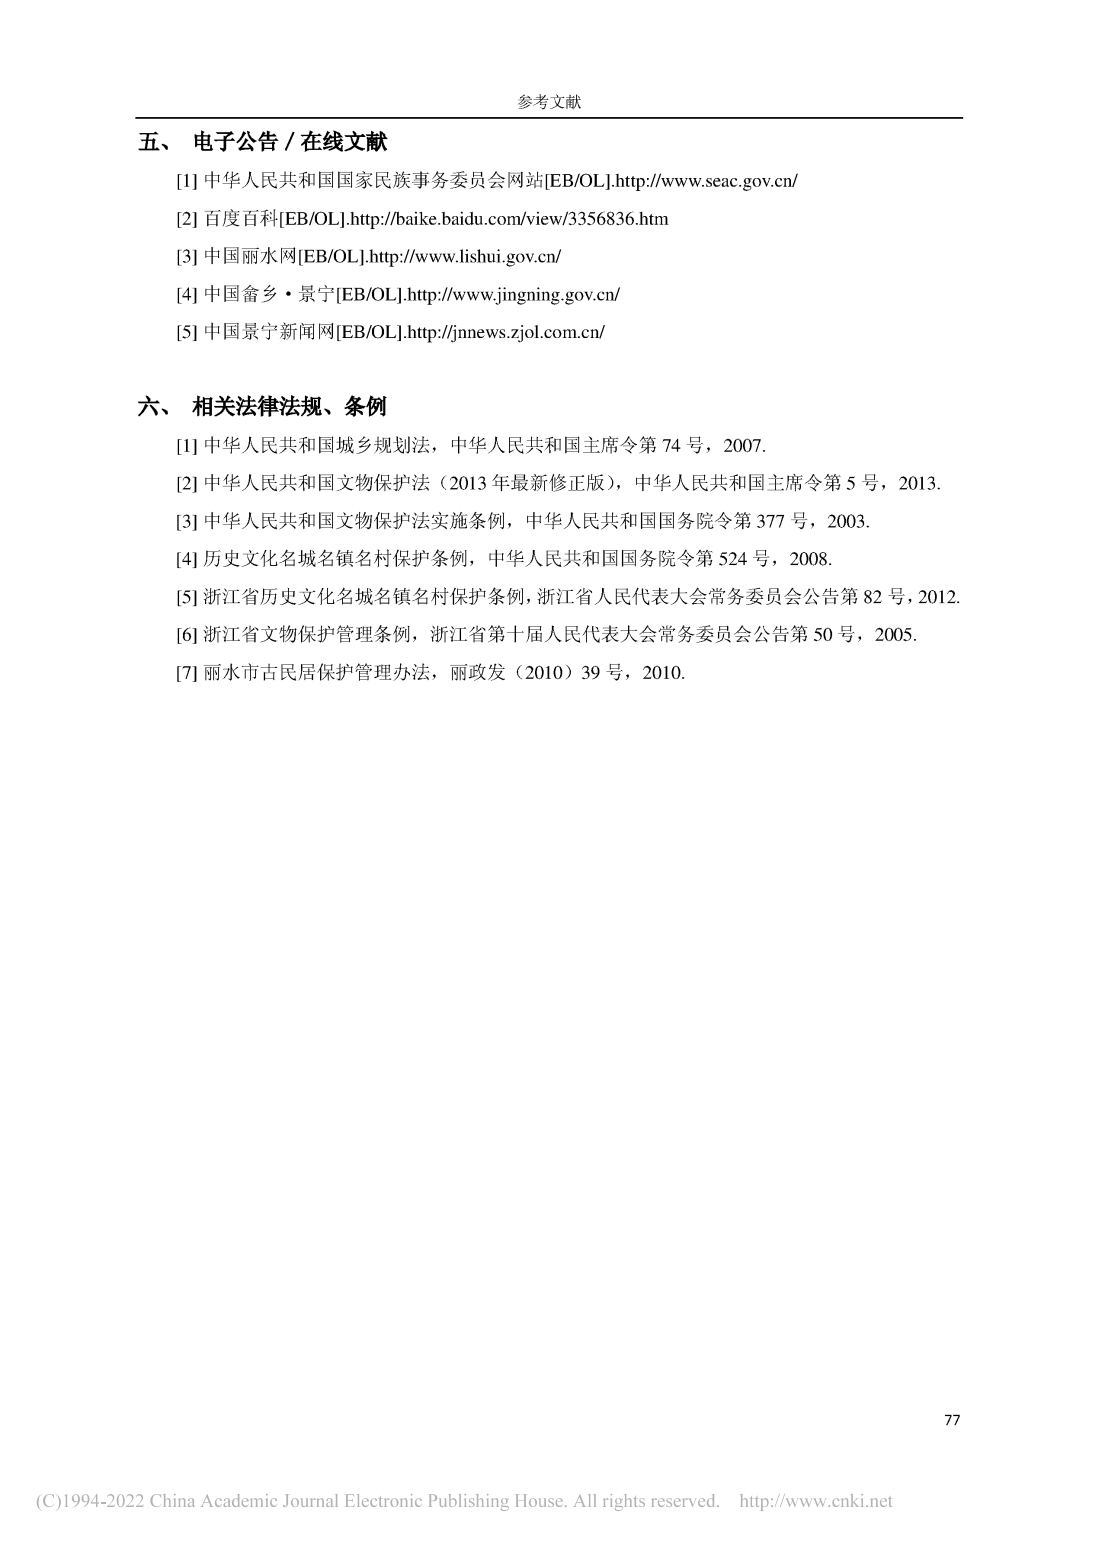 参考文献
五、 电子公告 / 在线文献
[1] 中华人民共和国国家民族事务委员会网站[EB/OL].http://www.seac.gov.cn/
[2] 百度百科[EB/OL].http://baike.baidu.com/view/3356836.htm
[3] 中国丽水网[EB/OL].http://www.lishui.gov.cn/
[4] 中国畲乡·景宁[EB/OL].http://www.jingning.gov.cn/
[5] 中国景宁新闻网[EB/OL].http://jnnews.zjol.com.cn/
六、 相关法律法规、条例
[1] 中华人民共和国城乡规划法，中华人民共和国主席令第 74 号，2007.
[2] 中华人民共和国文物保护法（2013 年最新修正版），中华人民共和国主席令第 5 号，2013.
[3] 中华人民共和国文物保护法实施条例，中华人民共和国国务院令第 377 号，2003.
[4] 历史文化名城名镇名村保护条例，中华人民共和国国务院令第 524 号，2008.
[5] 浙江省历史文化名城名镇名村保护条例，浙江省人民代表大会常务委员会公告第 82 号，2012.
[6] 浙江省文物保护管理条例，浙江省第十届人民代表大会常务委员会公告第 50 号，2005.
[7] 丽水市古民居保护管理办法，丽政发（2010）39 号，2010.
77
(C)1994-2022 China Academic Journal Electronic Publishing House. All rights reserved. http://www.cnki.net